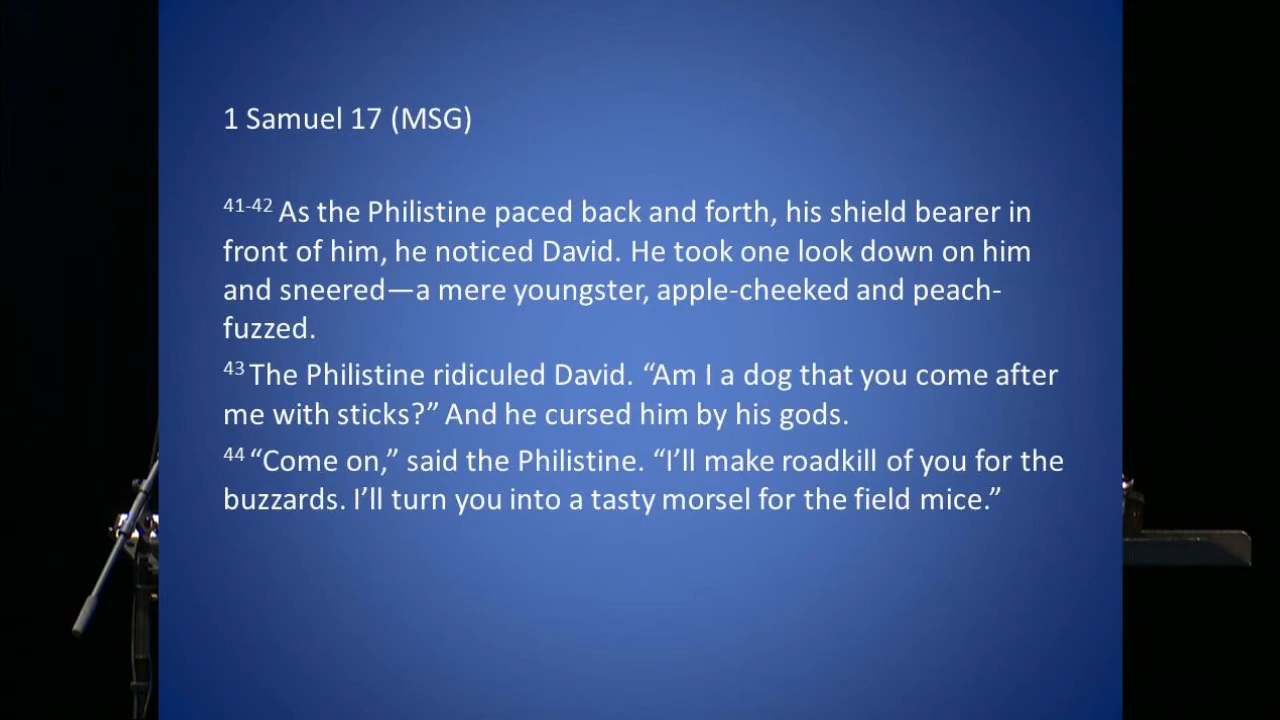 1 Samuel 17 (MSG)
41-42 As the Philistine paced back and forth, his shield bearer in
front of him, he noticed David. He took one look down on him
and sneered—a mere youngster, apple-cheeked and peach-
fuzzed.
43 The Philistine ridiculed David. “Am I a dog that you come after
me with sticks?” And he cursed him by his gods.
44 “Come on,” said the Philistine. “I’ll make roadkill of you for the
buzzards. I’ll turn you into a tasty morsel for the field mice.”